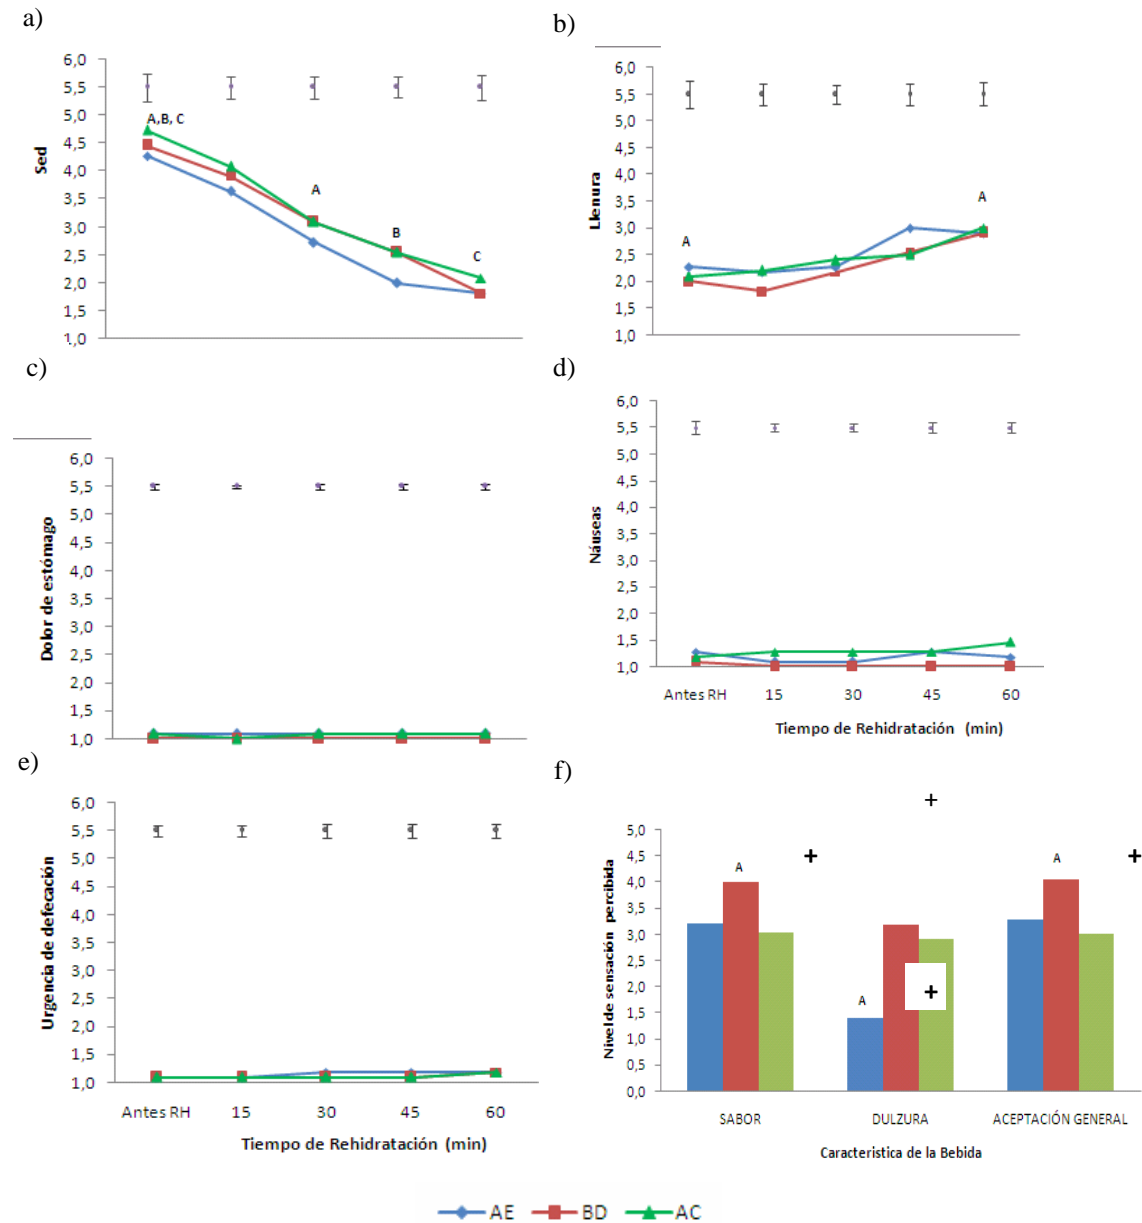 a)
6,0
5,5
5,0
4,5
4,0
3,5
3,0
2,5
2,0
1,5
1,0
Sed
A,B, C
A
B
C
b)
6,0
5,5
5,0
4,5
4,0
3,5
3,0
2,5
2,0
1,5
1,0
Llenura
A
A
c)
6,0
5,5
5,0
4,5
4,0
3,5
3,0
2,5
2,0
1,5
1,0
Dolor de estómago
d)
6,0
5,5
5,0
4,5
4,0
3,5
3,0
2,5
2,0
1,5
1,0
Náuseas
Antes RH 15 30 45 60
Tiempo de Rehidratación (min)
e)
6,0
5,5
5,0
4,5
4,0
3,5
3,0
2,5
2,0
1,5
1,0
Urgencia de defecación
Antes RH 15 30 45 60
Tiempo de Rehidratación (min)
f)
+
5,0
4,5
4,0
3,5
3,0
2,5
2,0
1,5
1,0
0,5
0,0
Nivel de sensación percibida
A
+
A
+
A
+
SABOR DULZURA ACEPTACIÓN GENERAL
Caracteristica de la Bebida
AE BD AC